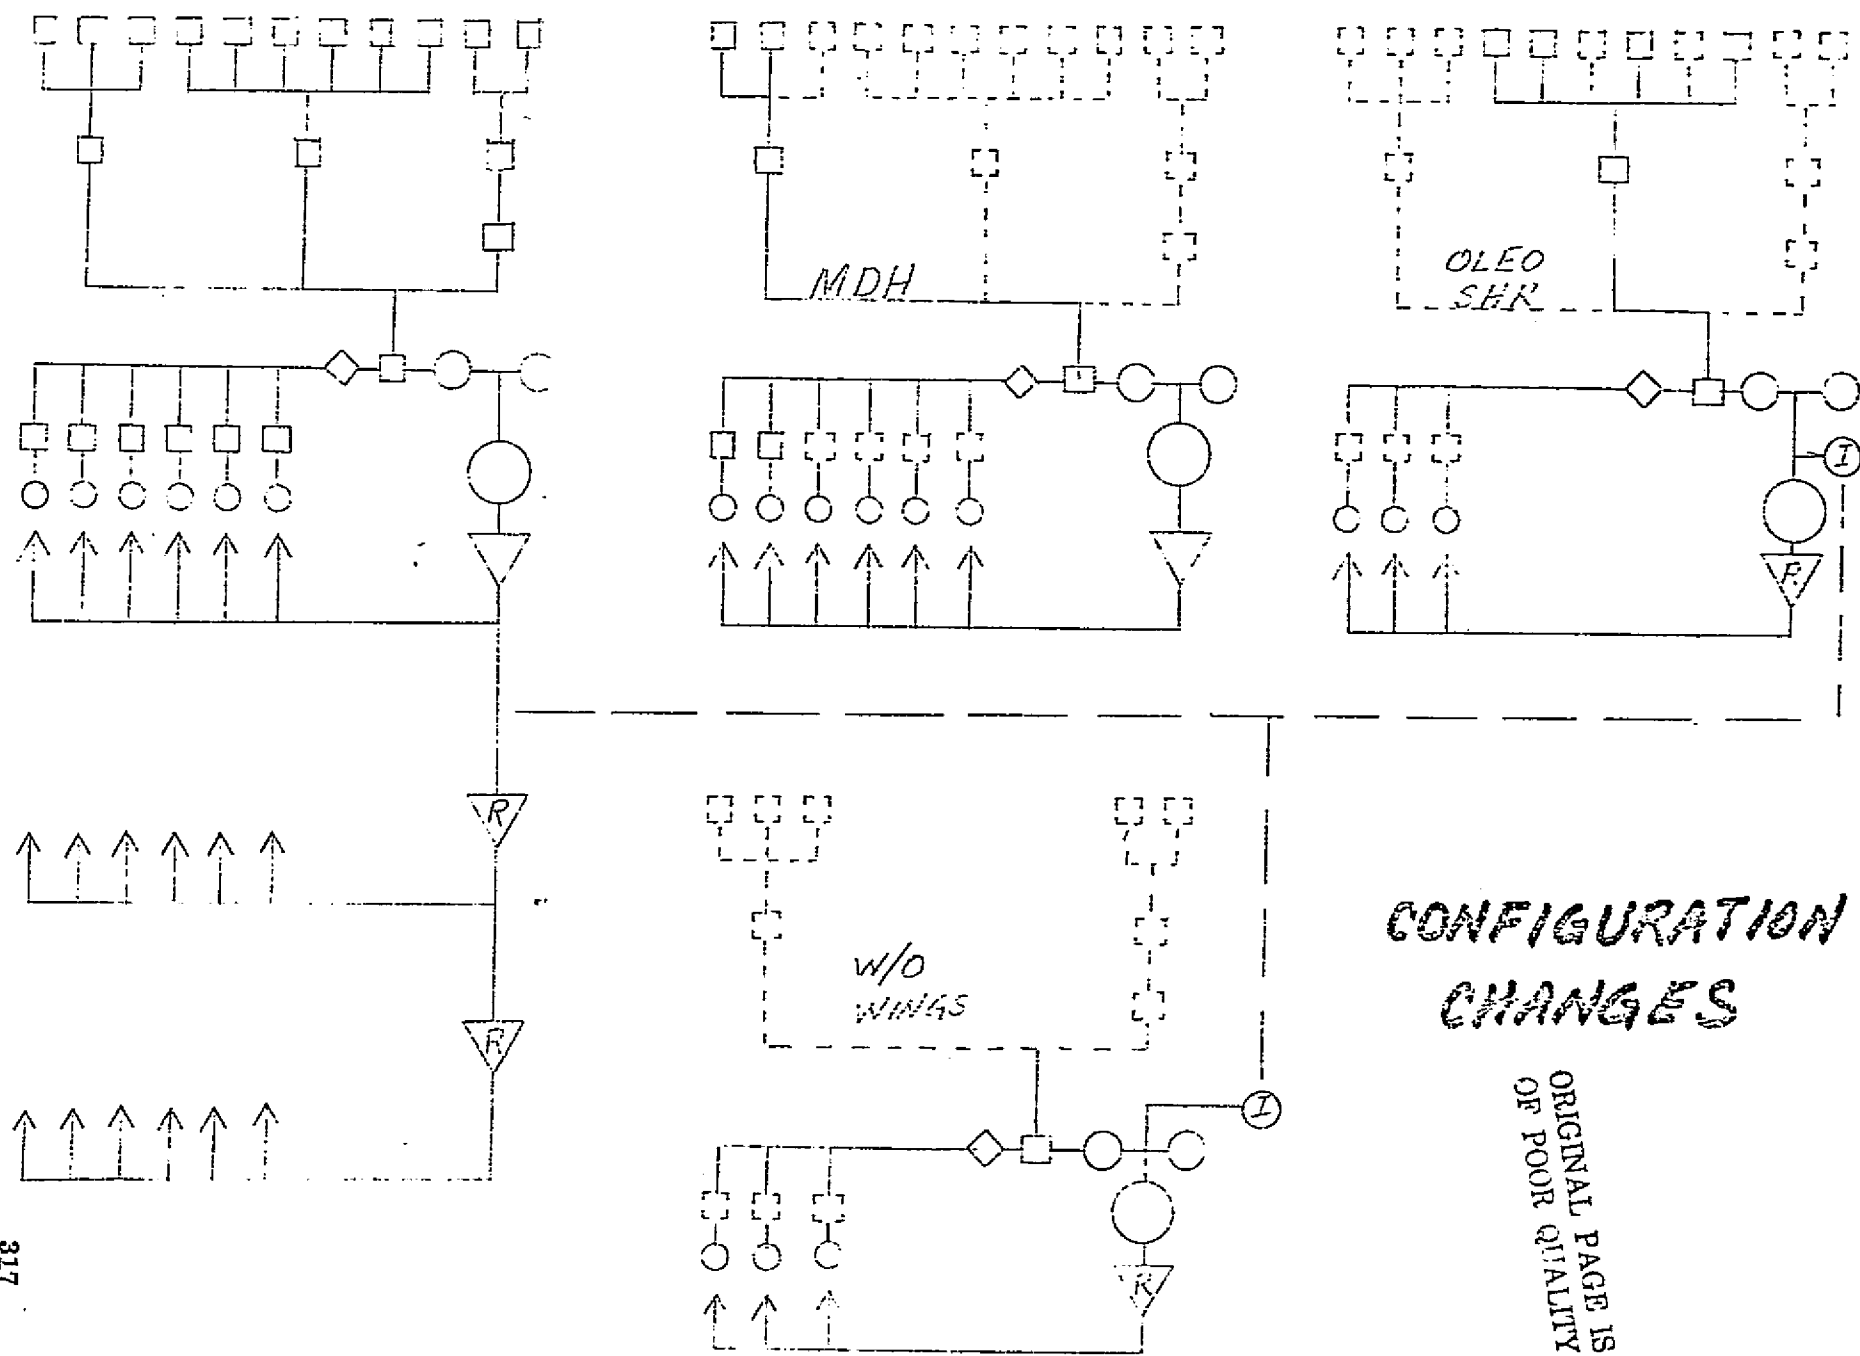 MDH
OLEO
SHR
I
R
R
R
W/O
WINGS
I
R
CONFIGURATION
CHANGES
ORIGINAL PAGE IS
OF POOR QUALITY
317